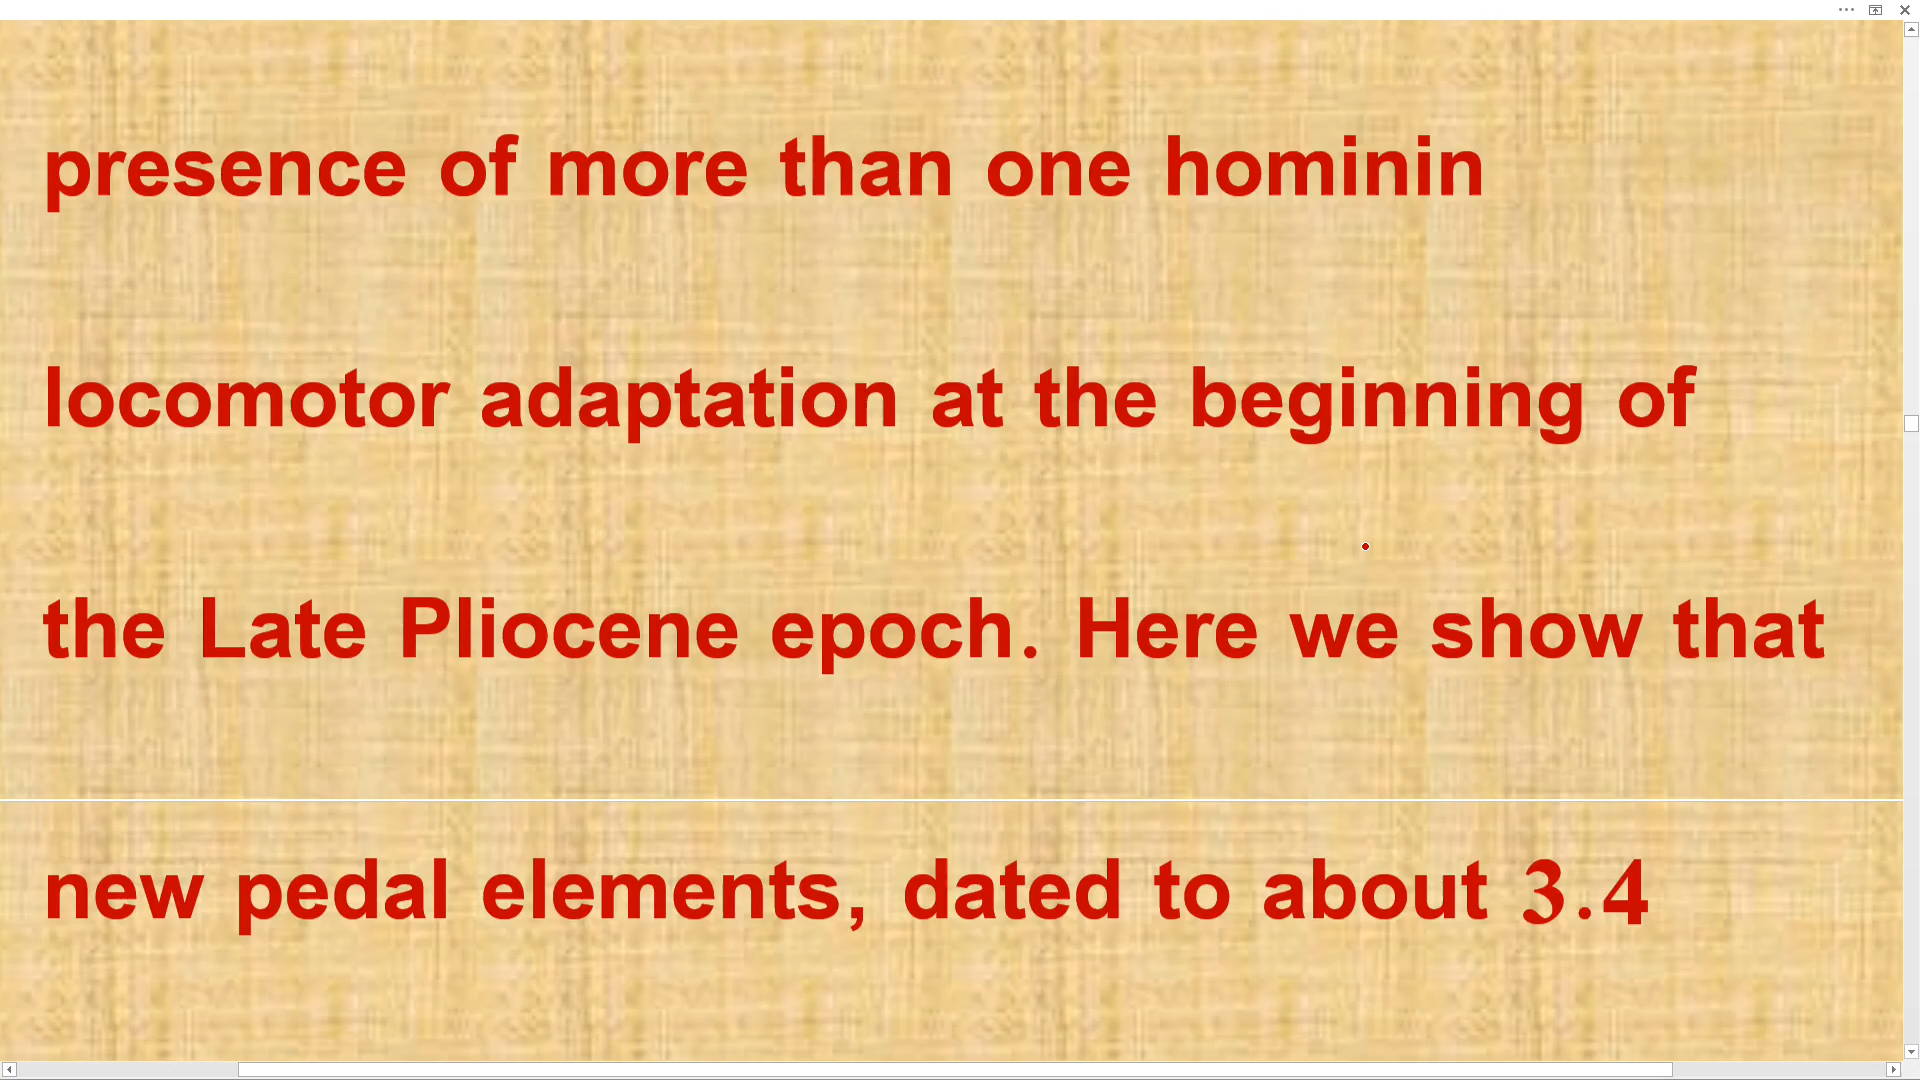 presence of more than one hominin
locomotor adaptation at the beginning of
the Late Pliocene epoch. Here we show that
new pedal elements, dated to about 3.4